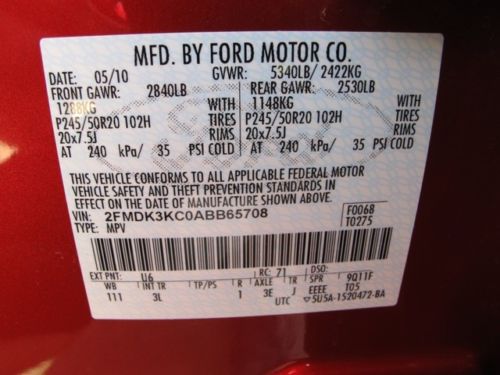 MFD. BY FORD MOTOR CO.
DATE: 05/10 GVWR: 5340LB/ 2422KG
FRONT GAWR: 2840LB REAR GAWR: 2530LB
1288KG 1148KG
P245/50R20 102H TIRES P245/50R20 102H TIRES
20x7.5J RIMS 20x7.5J RIMS
AT 240 kPa/ 35 PSI COLD AT 240 kPa/ 35 PSI COLD
THIS VEHICLE CONFORMS TO ALL APPLICABLE FEDERAL MOTOR
VEHICLE SAFETY AND THEFT PREVENTION STANDARDS IN
EFFECT ON THE DATE OF MANUFACTURE SHOWN ABOVE.
VIN: 2FMDK3KC0ABB65708 F0068
TYPE: MPV T0275
EXT PNT: U6 RC: 71 DSO:
WB INT TR TP/PS R AXLE TR SPR 9Q11F
111 3L 1 3E J EEEE T05
UTC 5U5A-1520472-BA